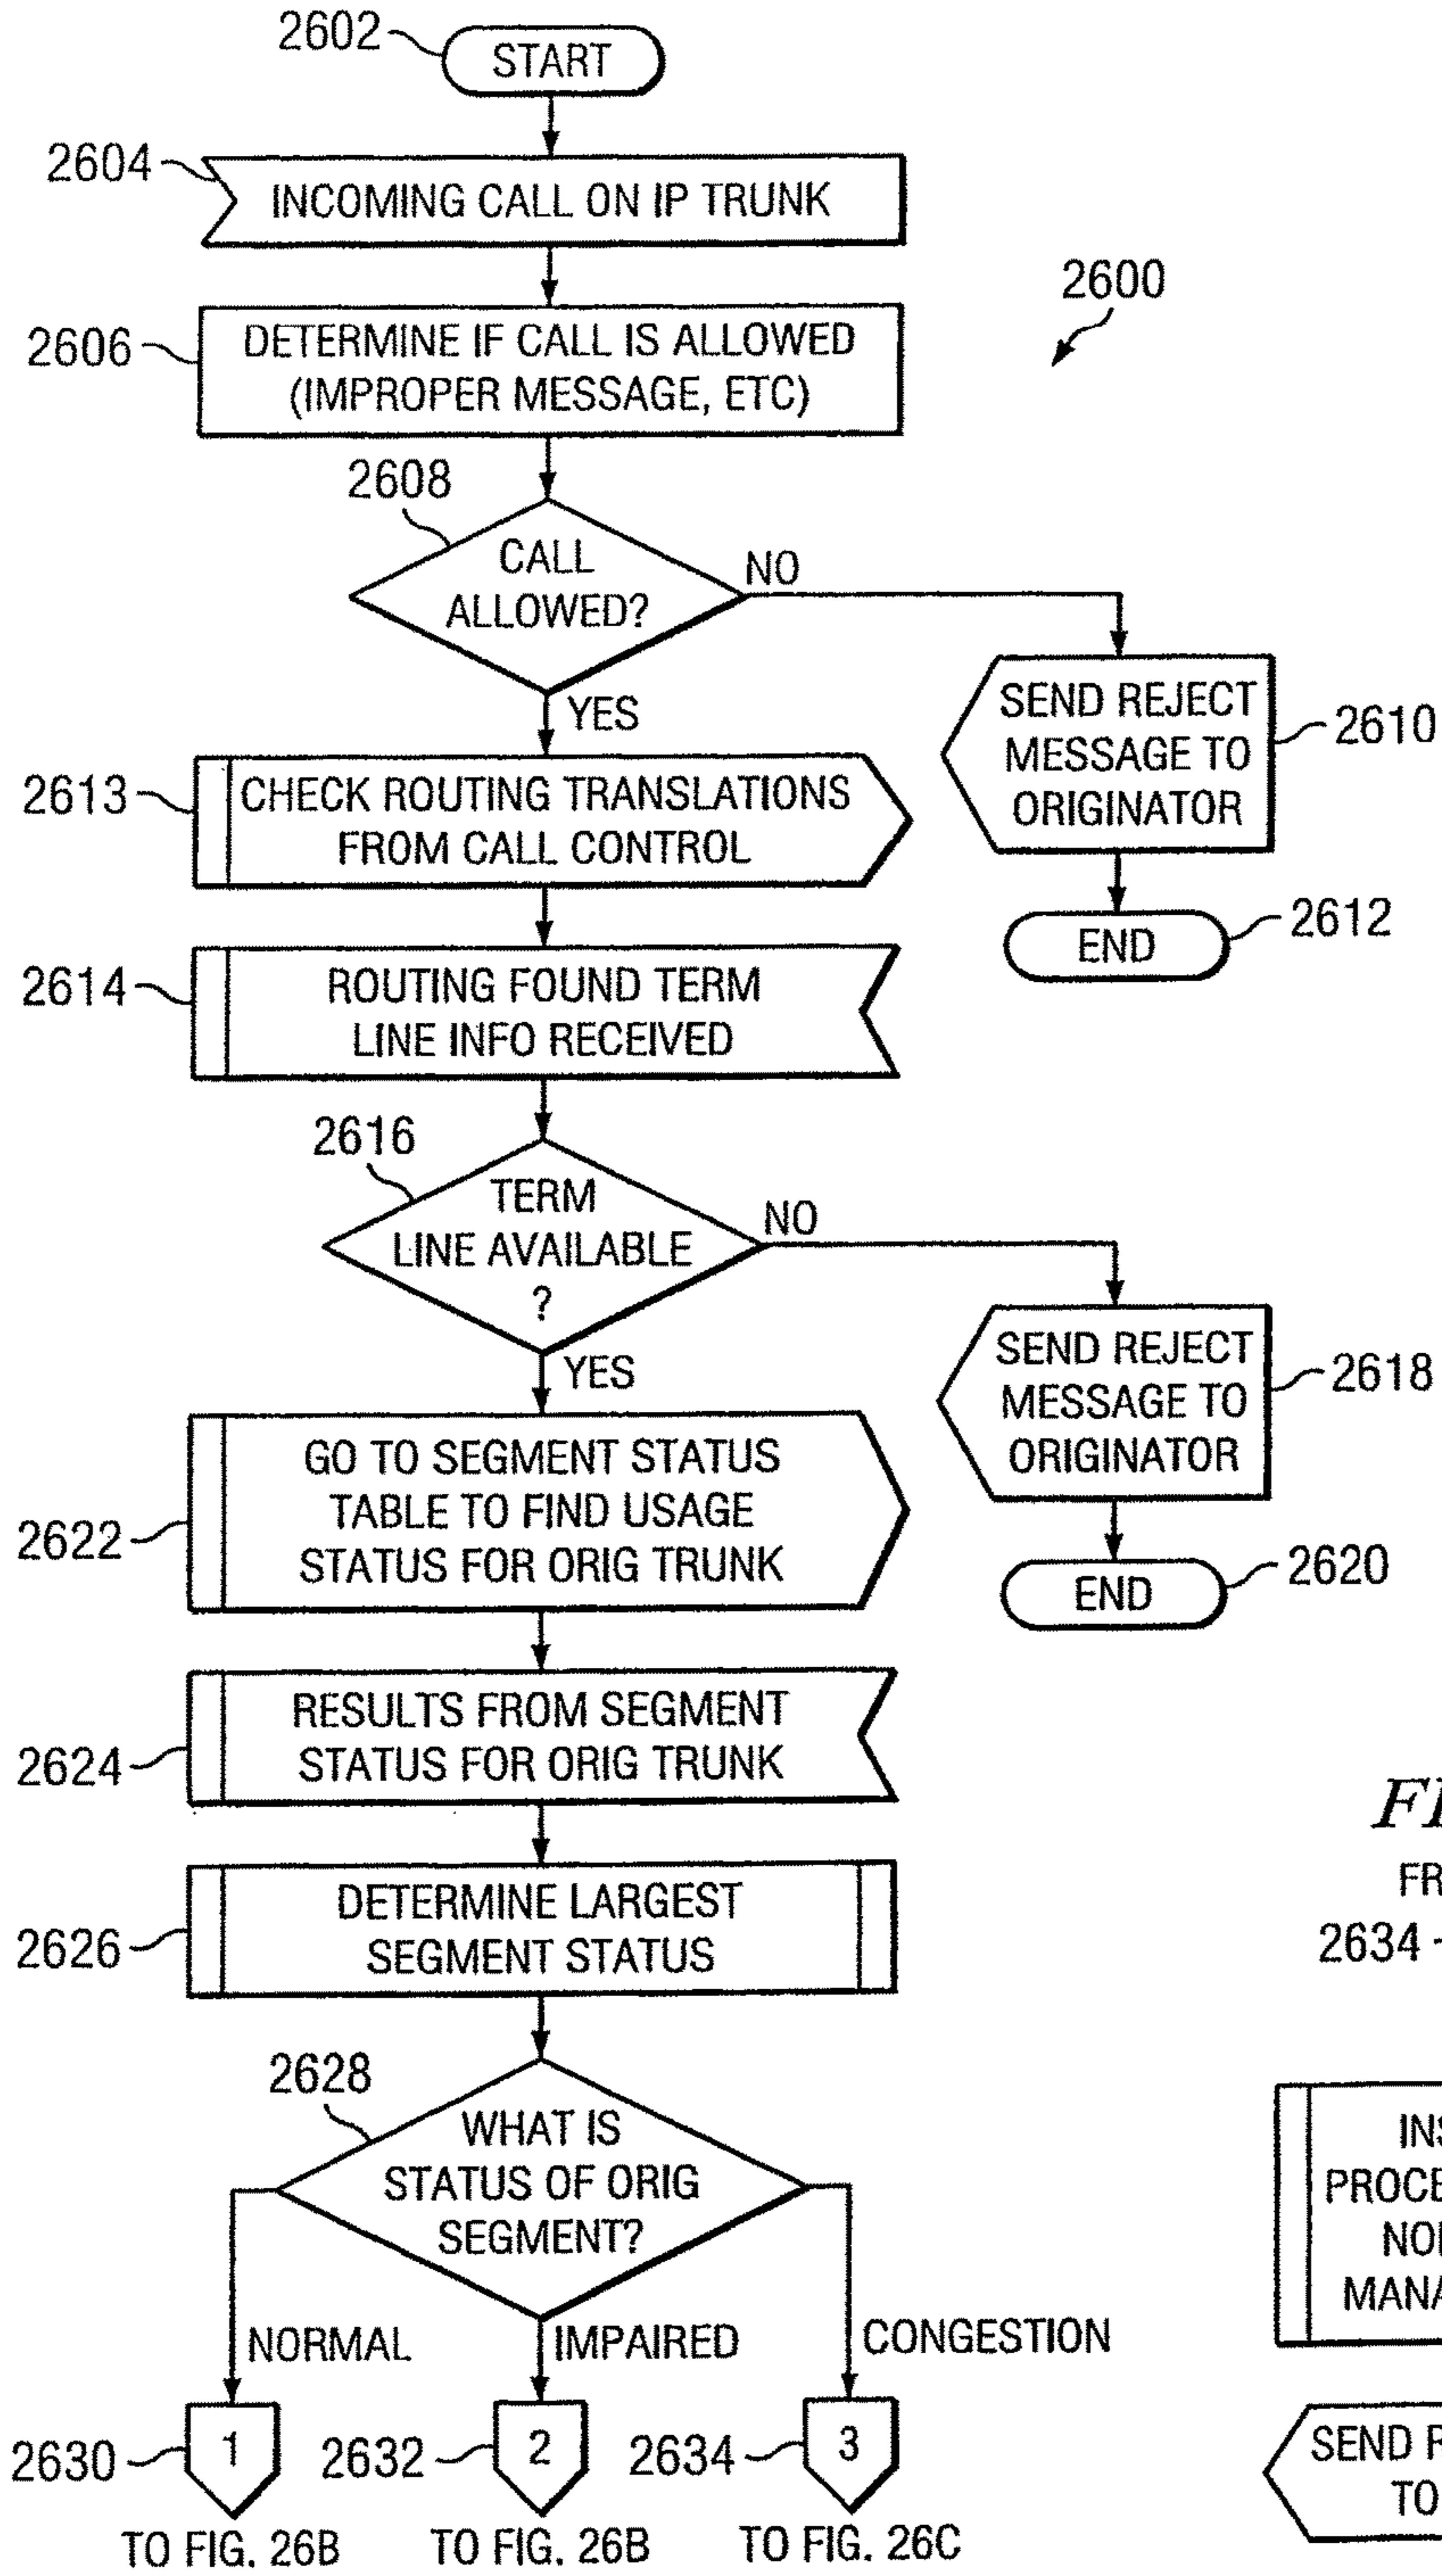 2602
START
2604
INCOMING CALL ON IP TRUNK
2600
2606
DETERMINE IF CALL IS ALLOWED
(IMPROPER MESSAGE, ETC)
2608
CALL
ALLOWED?
NO
YES
SEND REJECT
MESSAGE TO
ORIGINATOR
2610
2612
END
2613
CHECK ROUTING TRANSLATIONS
FROM CALL CONTROL
2614
ROUTING FOUND TERM
LINE INFO RECEIVED
2616
TERM
LINE AVAILABLE
?
NO
YES
SEND REJECT
MESSAGE TO
ORIGINATOR
2618
2620
END
2622
GO TO SEGMENT STATUS
TABLE TO FIND USAGE
STATUS FOR ORIG TRUNK
2624
RESULTS FROM SEGMENT
STATUS FOR ORIG TRUNK
2626
DETERMINE LARGEST
SEGMENT STATUS
2628
WHAT IS
STATUS OF ORIG
SEGMENT?
NORMAL
IMPAIRED
CONGESTION
2630
1
2632
2
2634
3
TO FIG. 26B
TO FIG. 26B
TO FIG. 26C
2634
SEND
TO